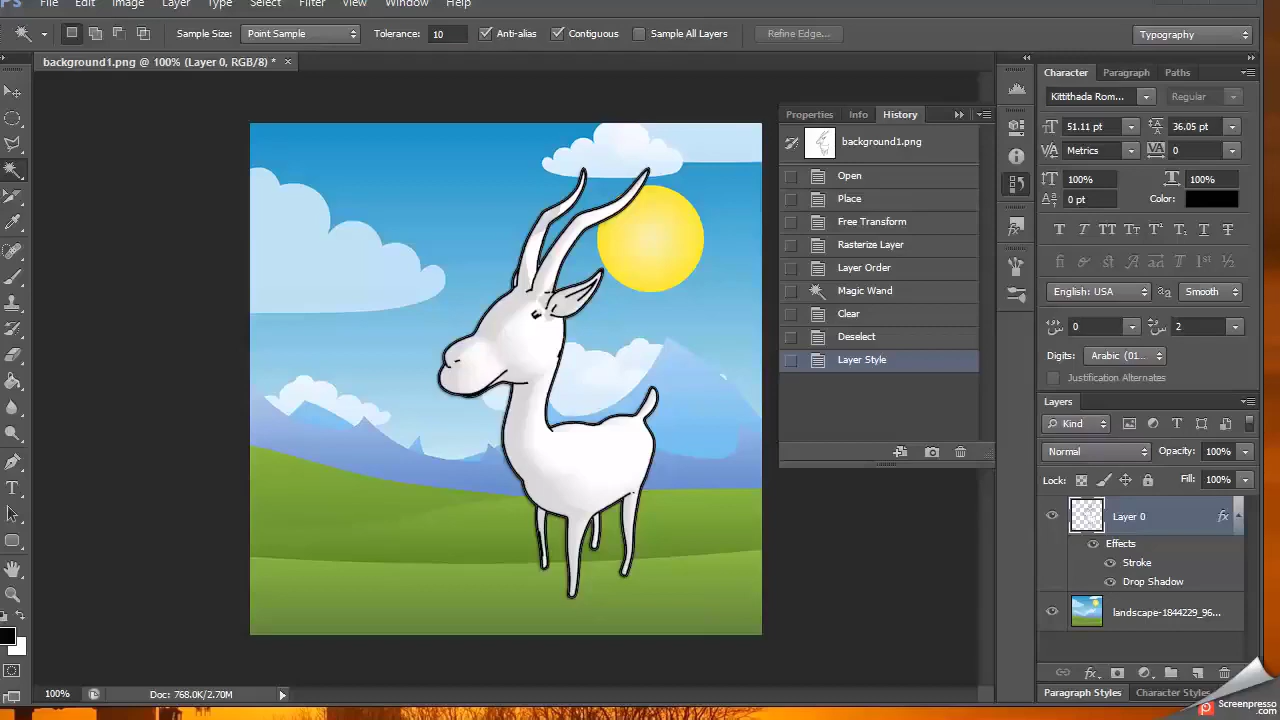 PS File Edit Image Layer Type Select Filter View Window Help
Sample Size: Point Sample Tolerance: 10 Anti-alias Contiguous Sample All Layers Refine Edge... Typography
background1.png @ 100% (Layer 0, RGB/8) * ×
Properties Info History
background1.png
Open
Place
Free Transform
Rasterize Layer
Layer Order
Magic Wand
Clear
Deselect
Layer Style
Character Paragraph Paths
Kittithada Rom... Regular
51.11 pt 36.05 pt
Metrics 0
100% 100%
0 pt Color:
English: USA Smooth
0 2
Digits: Arabic (01...
Justification Alternates
Layers
Kind
Normal Opacity: 100%
Lock: Fill: 100%
Layer 0 fx
Effects
Stroke
Drop Shadow
landscape-1844229_96...
Paragraph Styles Character Styles
100% Doc: 768.0K/2.70M
Screenpresso
.com